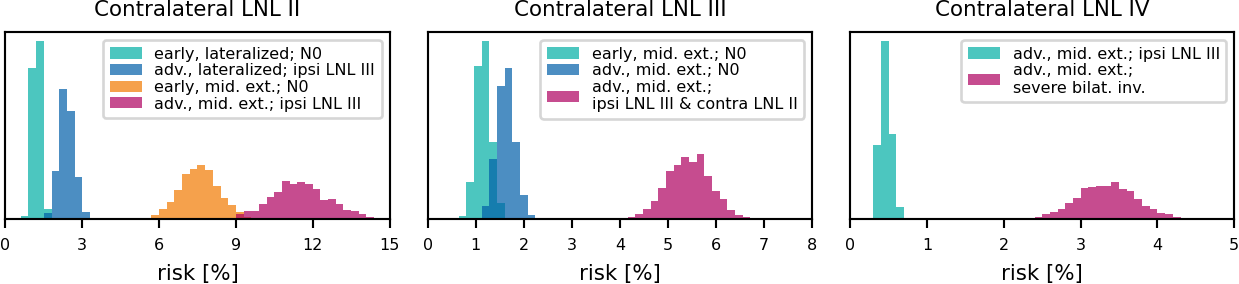 Contralateral LNL II
early, lateralized; N0
adv., lateralized; ipsi LNL III
early, mid. ext.; N0
adv., mid. ext.; ipsi LNL III
0 3 6 9 12 15
risk [%]
Contralateral LNL III
early, mid. ext.; N0
adv., mid. ext.; N0
adv., mid. ext.;
ipsi LNL III & contra LNL II
0 1 2 3 4 5 6 7 8
risk [%]
Contralateral LNL IV
adv., mid. ext.; ipsi LNL III
adv., mid. ext.;
severe bilat. inv.
0 1 2 3 4 5
risk [%]